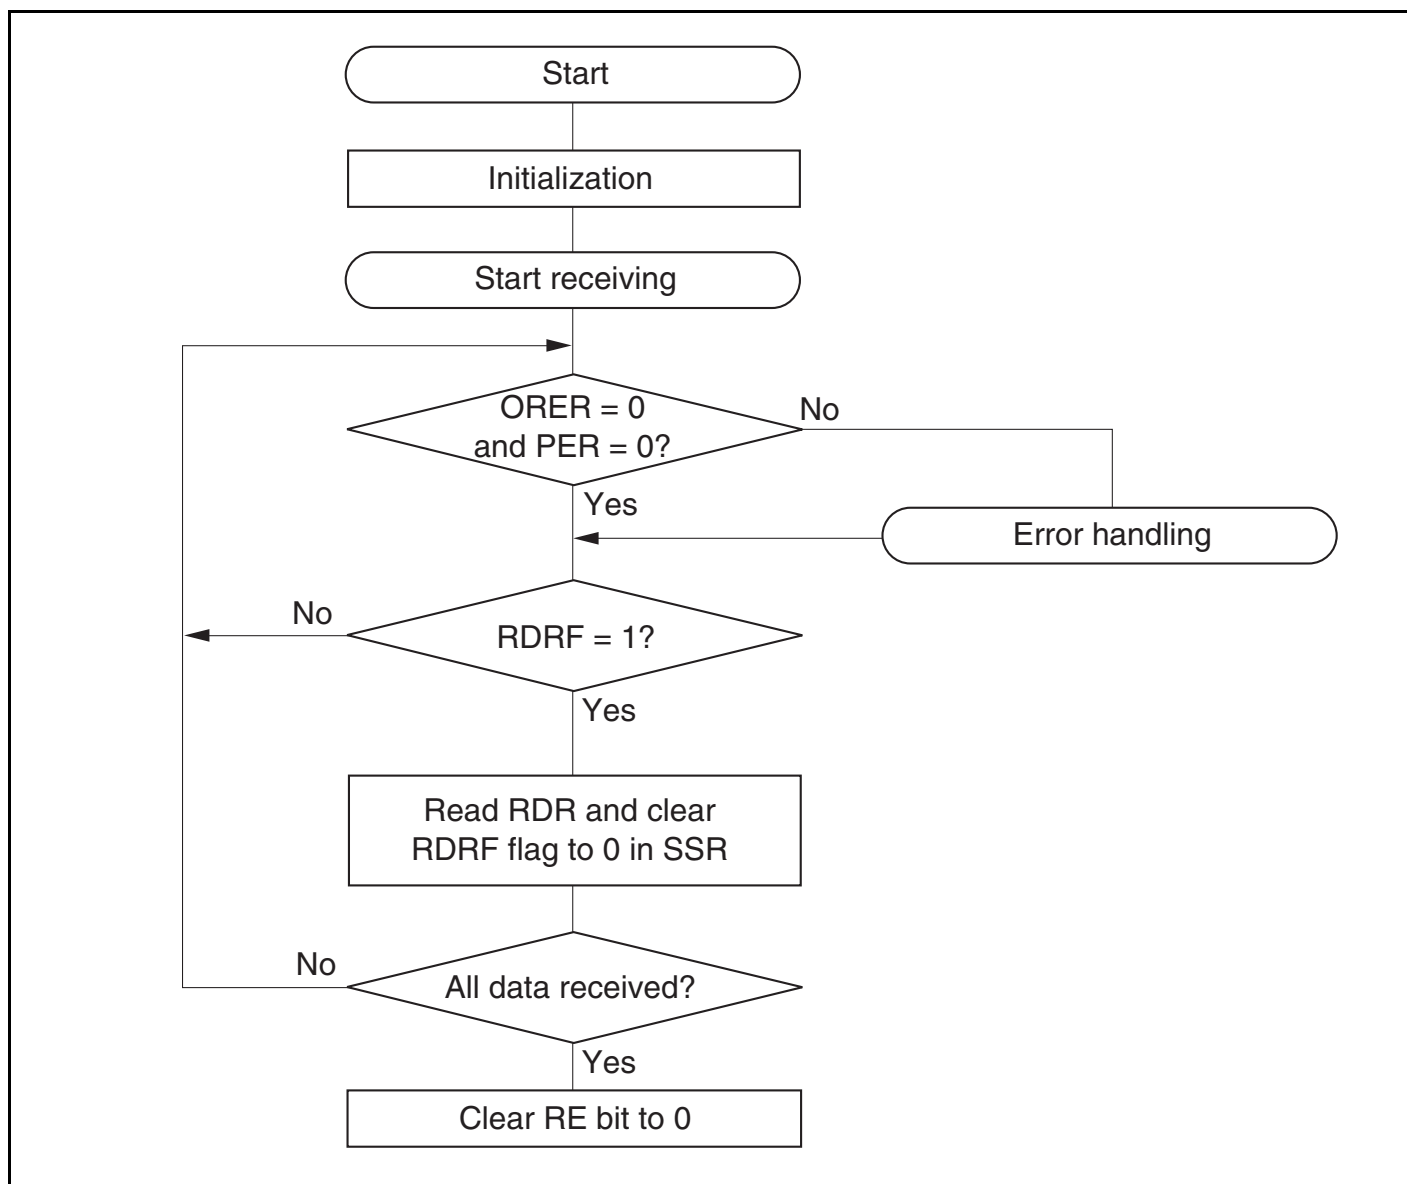 Start
Initialization
Start receiving
ORER = 0
and PER = 0?
No
Yes
Error handling
No
RDRF = 1?
Yes
Read RDR and clear
RDRF flag to 0 in SSR
No
All data received?
Yes
Clear RE bit to 0